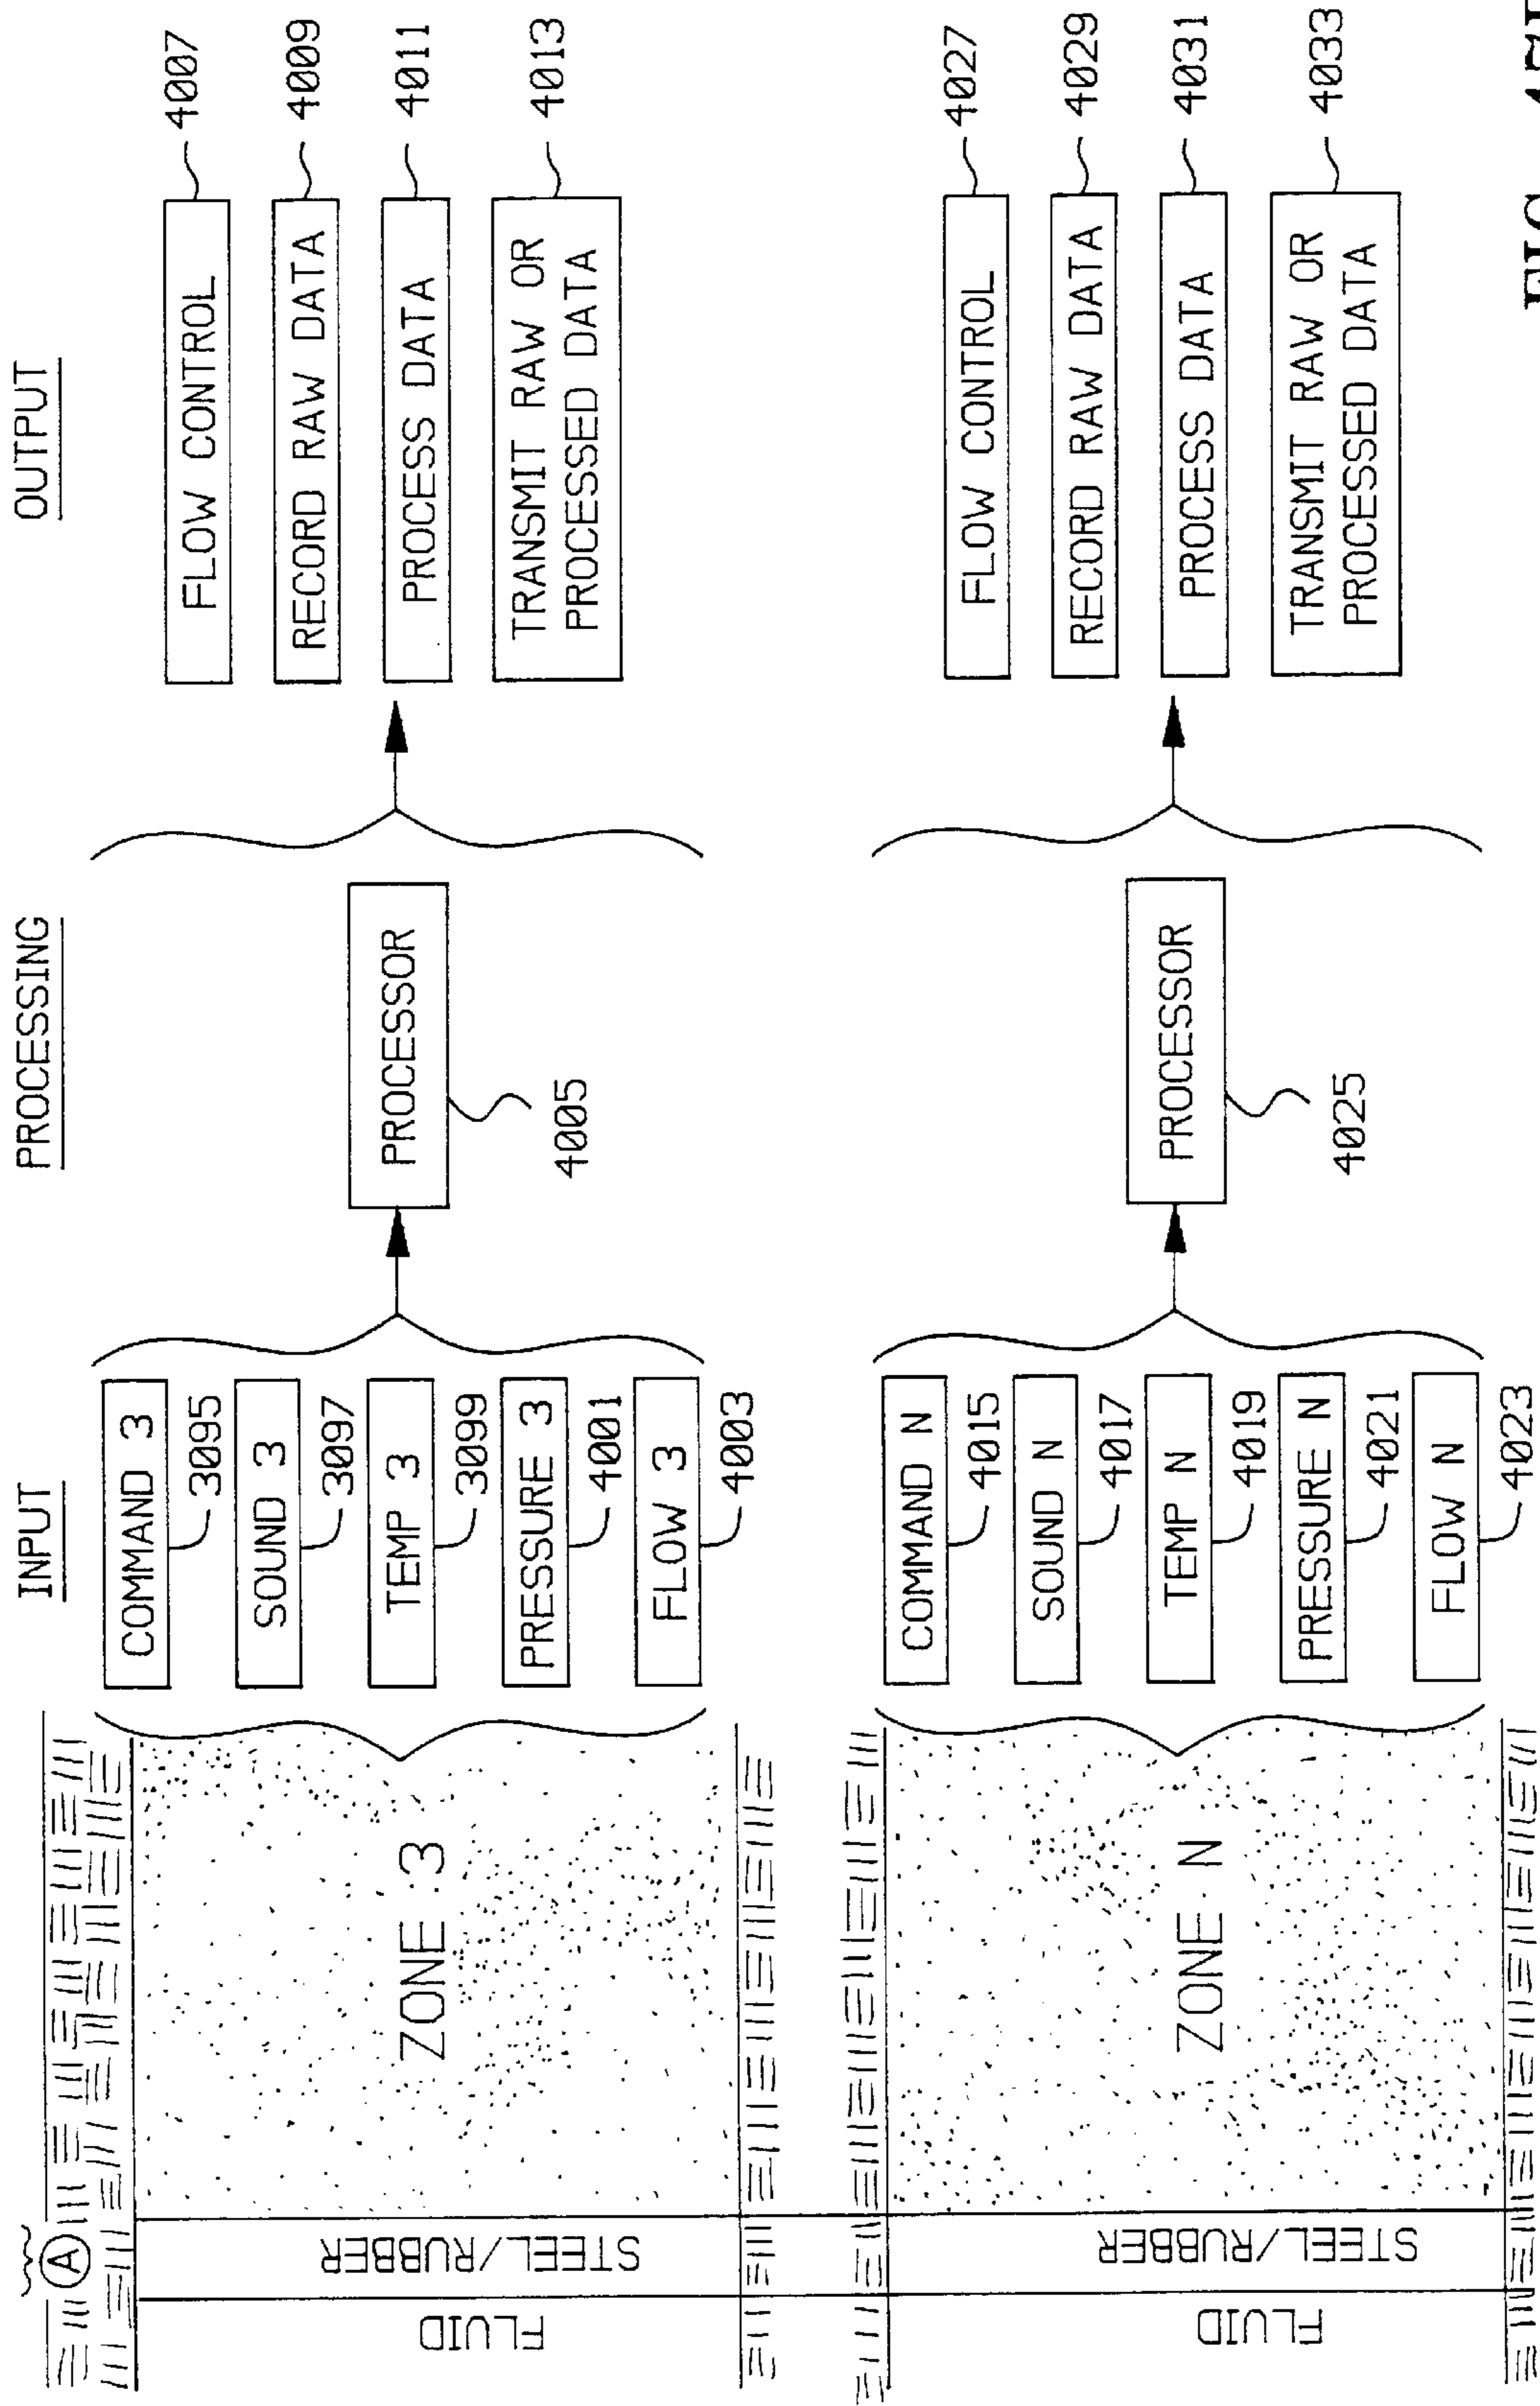 INPUT
PROCESSING
OUTPUT
A
FLUID
STEEL/RUBBER
ZONE 3
COMMAND 3
3095
SOUND 3
3097
TEMP 3
3099
PRESSURE 3
4001
FLOW 3
4003
PROCESSOR
4005
FLOW CONTROL
4007
RECORD RAW DATA
4009
PROCESS DATA
4011
TRANSMIT RAW OR
PROCESSED DATA
4013
FLUID
STEEL/RUBBER
ZONE N
COMMAND N
4015
SOUND N
4017
TEMP N
4019
PRESSURE N
4021
FLOW N
4023
PROCESSOR
4025
FLOW CONTROL
4027
RECORD RAW DATA
4029
PROCESS DATA
4031
TRANSMIT RAW OR
PROCESSED DATA
4033